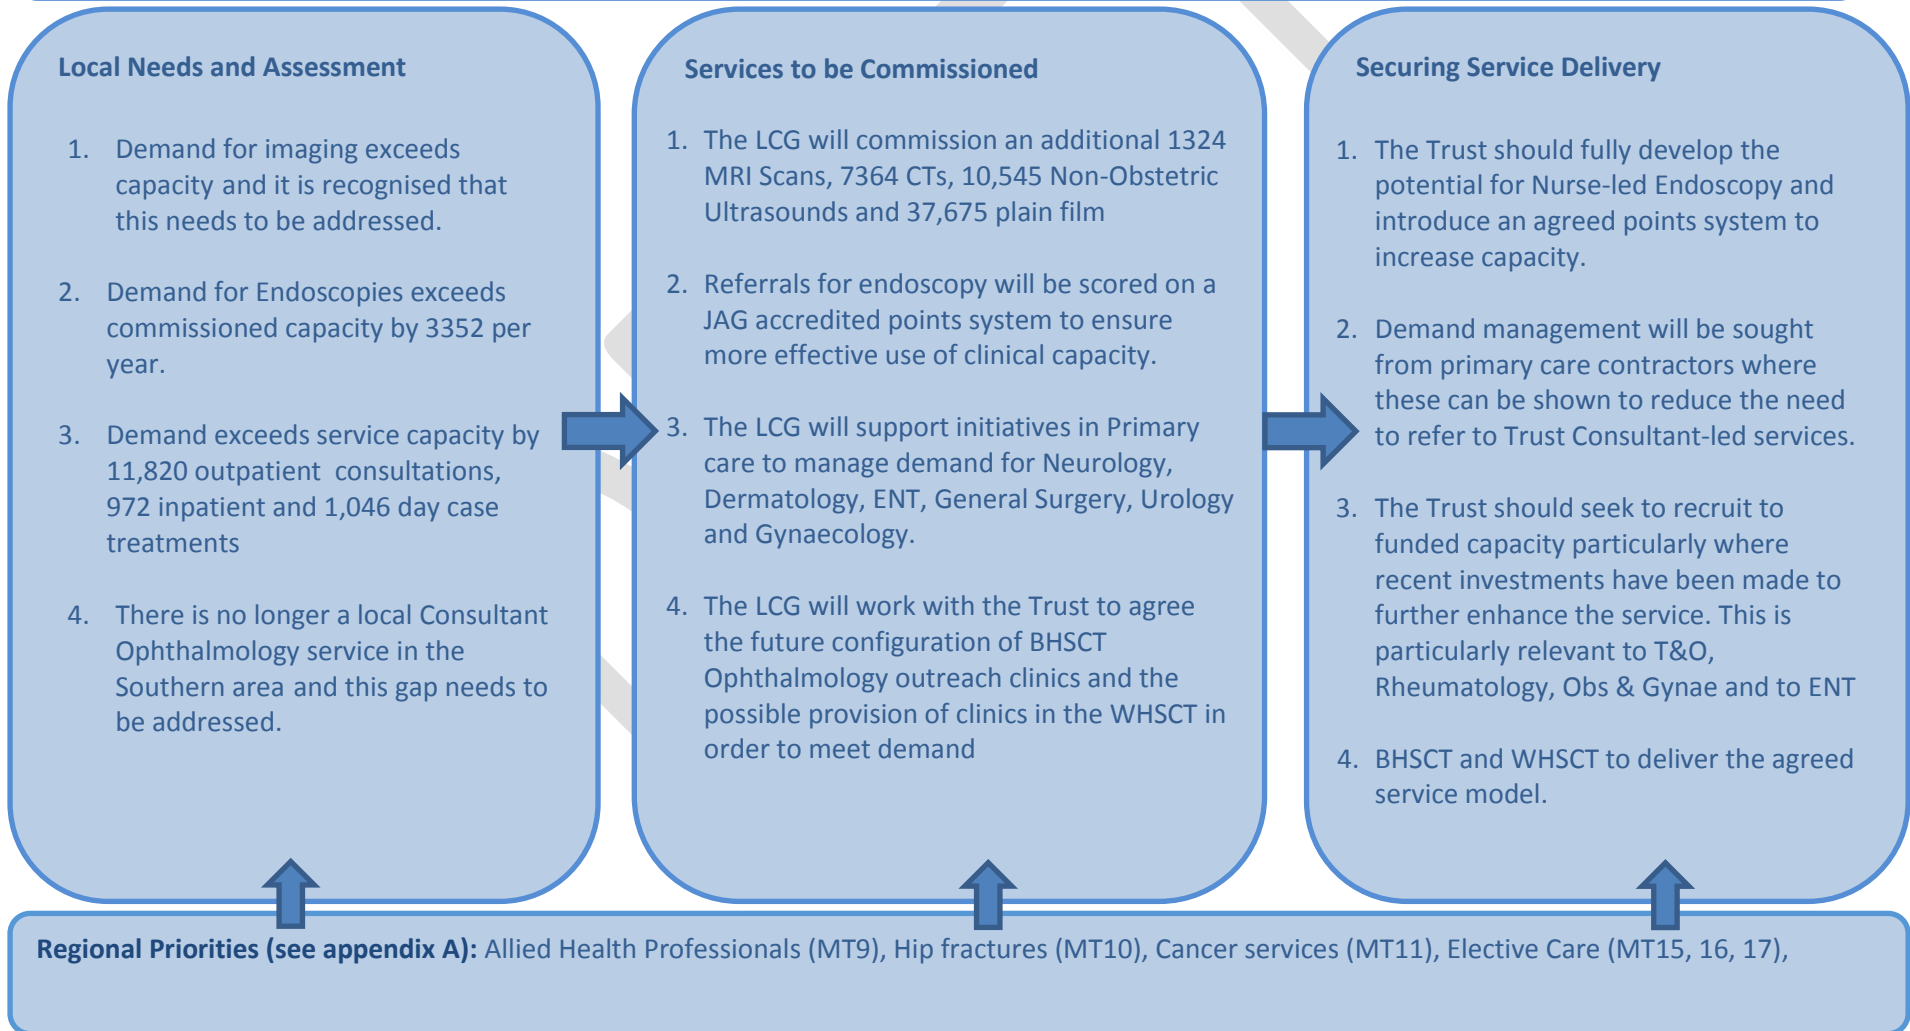 Local Needs and Assessment
1. Demand for imaging exceeds
capacity and it is recognised that
this needs to be addressed.
2. Demand for Endoscopies exceeds
commissioned capacity by 3352 per
year.
3. Demand exceeds service capacity by
11,820 outpatient consultations,
972 inpatient and 1,046 day case
treatments
4. There is no longer a local Consultant
Ophthalmology service in the
Southern area and this gap needs to
be addressed.
Services to be Commissioned
1. The LCG will commission an additional 1324
MRI Scans, 7364 CTs, 10,545 Non-Obstetric
Ultrasounds and 37,675 plain film
2. Referrals for endoscopy will be scored on a
JAG accredited points system to ensure
more effective use of clinical capacity.
3. The LCG will support initiatives in Primary
care to manage demand for Neurology,
Dermatology, ENT, General Surgery, Urology
and Gynaecology.
4. The LCG will work with the Trust to agree
the future configuration of BHSCT
Ophthalmology outreach clinics and the
possible provision of clinics in the WHSCT in
order to meet demand
Securing Service Delivery
1. The Trust should fully develop the
potential for Nurse-led Endoscopy and
introduce an agreed points system to
increase capacity.
2. Demand management will be sought
from primary care contractors where
these can be shown to reduce the need
to refer to Trust Consultant-led services.
3. The Trust should seek to recruit to
funded capacity particularly where
recent investments have been made to
further enhance the service. This is
particularly relevant to T&O,
Rheumatology, Obs & Gynae and to ENT
4. BHSCT and WHSCT to deliver the agreed
service model.
Regional Priorities (see appendix A): Allied Health Professionals (MT9), Hip fractures (MT10), Cancer services (MT11), Elective Care (MT15, 16, 17),